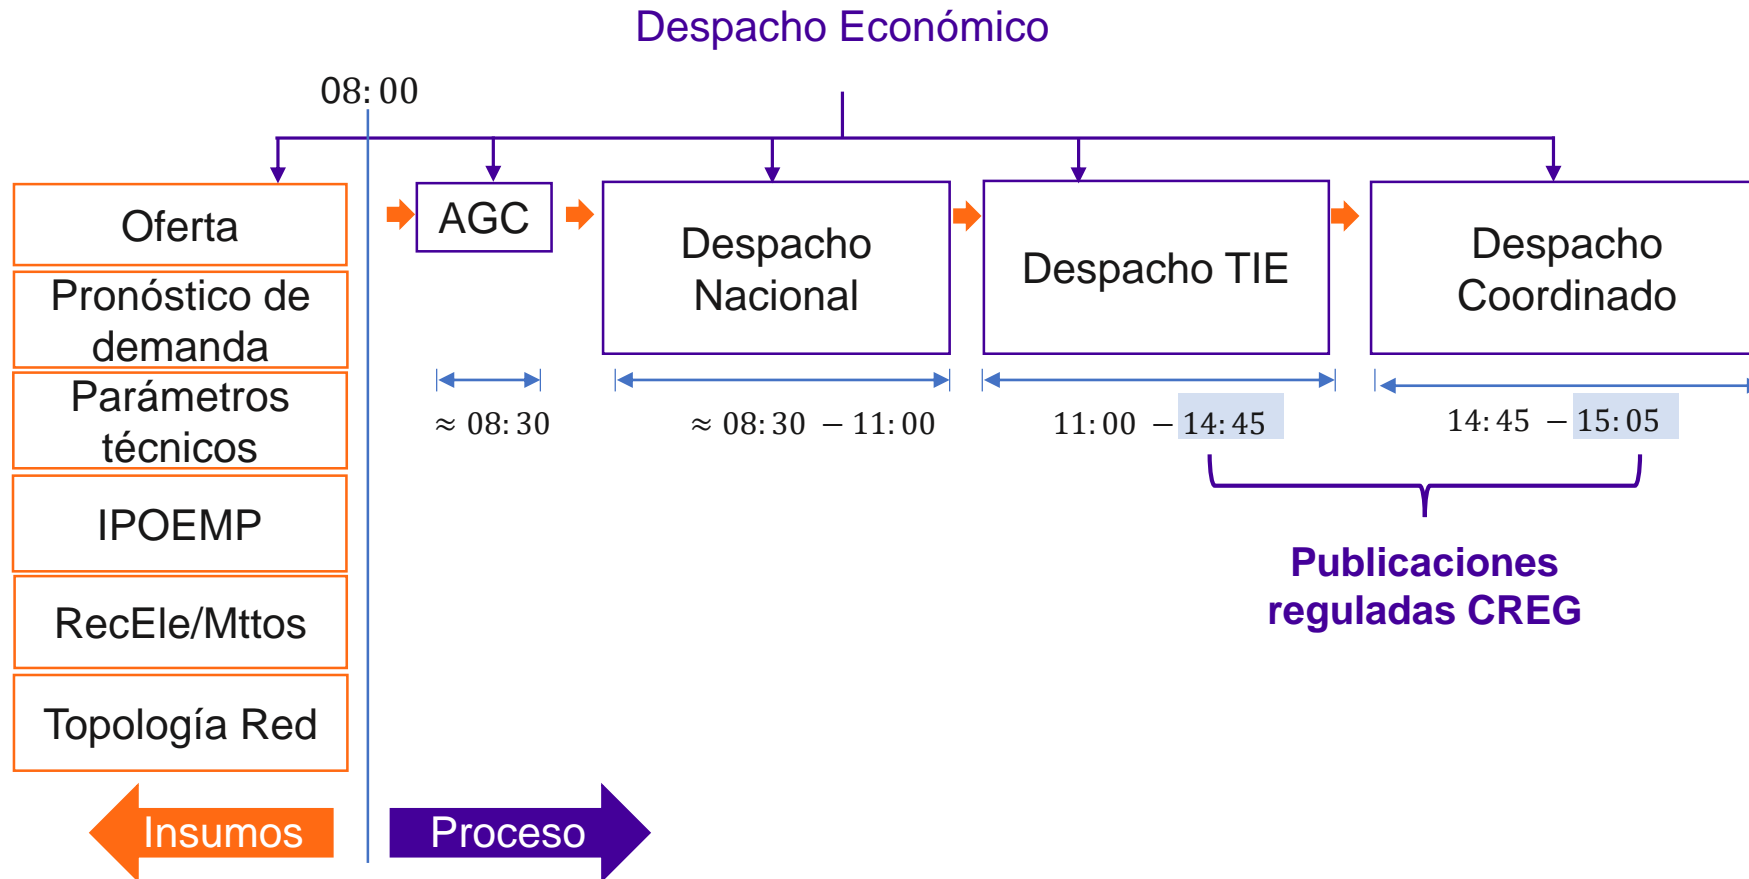 Despacho Económico
08:00
Oferta
Pronóstico de
demanda
Parámetros
técnicos
IPOEMP
RecEle/Mttos
Topología Red
AGC
Despacho
Nacional
Despacho TIE
Despacho
Coordinado
≈ 08:30
≈ 08:30 − 11:00
11:00 − 14:45
14:45 − 15:05
Publicaciones
reguladas CREG
Insumos
Proceso